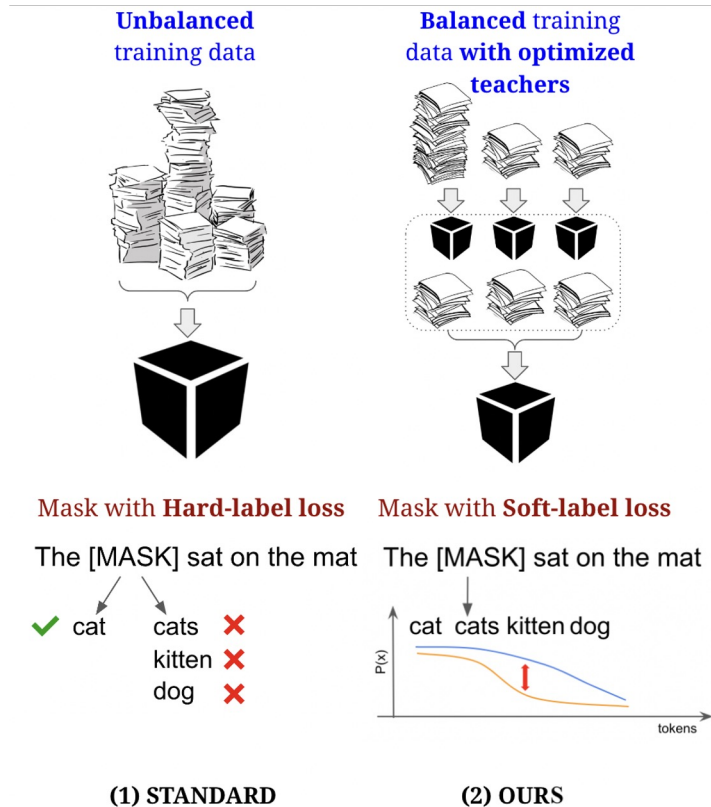 Unbalanced
training data
Balanced training
data with optimized
teachers
Mask with Hard-label loss
The [MASK] sat on the mat
cat
cats
kitten
dog
Mask with Soft-label loss
The [MASK] sat on the mat
cat cats kitten dog
P(x)
tokens
(1) STANDARD
(2) OURS